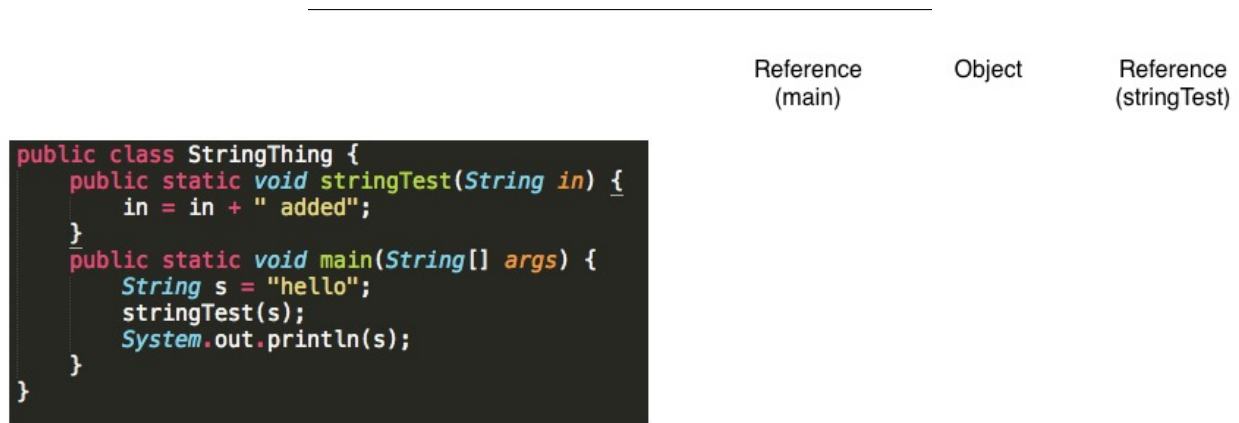 Reference Object Reference
(main) (stringTest)
public class StringThing {
    public static void stringTest(String in) {
        in = in + " added";
    }
    public static void main(String[] args) {
        String s = "hello";
        stringTest(s);
        System.out.println(s);
    }
}